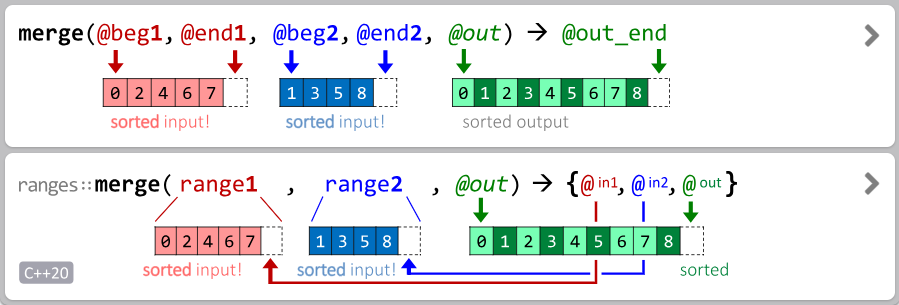 merge(@beg1,@end1, @beg2,@end2, @out) → @out_end
0 2 4 6 7 1 3 5 8 0 1 2 3 4 5 6 7 8
sorted input! sorted input! sorted output
ranges::merge( range1 , range2 , @out) → {@in1,@in2,@out}
0 2 4 6 7 1 3 5 8 0 1 2 3 4 5 6 7 8
C++20 sorted input! sorted input! sorted